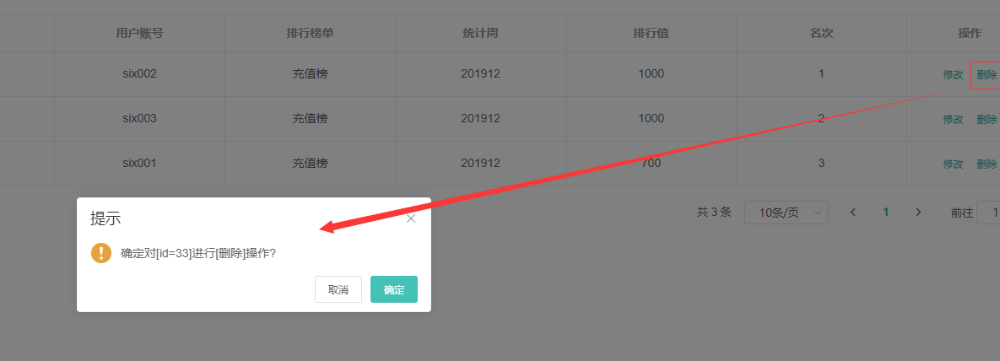 用户账号 排行榜单 统计周 排行值 名次 操作
six002 充值榜 201912 1000 1 修改 删除
six003 充值榜 201912 1000 2 修改 删除
six001 充值榜 201912 700 3 修改 删除
共 3 条 10条/页 1 前往 1
提示
确定对[id=33]进行[删除]操作?
取消 确定